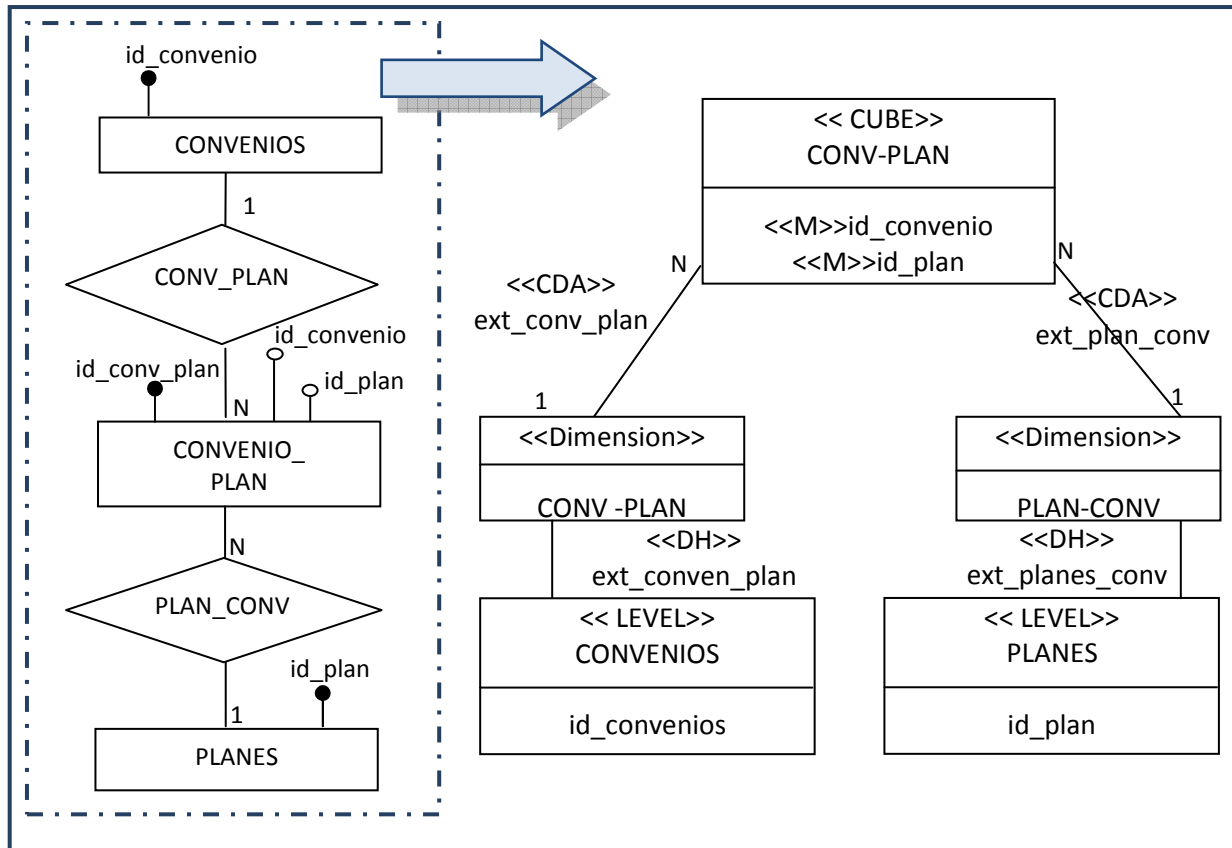 id_convenio
CONVENIOS
1
CONV_PLAN
id_convenio
id_conv_plan
id_plan
N
CONVENIO_
PLAN
N
PLAN_CONV
id_plan
1
PLANES
<< CUBE>>
CONV-PLAN
<<M>>id_convenio
<<M>>id_plan
N
N
<<CDA>>
ext_conv_plan
<<CDA>>
ext_plan_conv
1
1
<<Dimension>>
CONV -PLAN
<<Dimension>>
PLAN-CONV
<<DH>>
ext_conven_plan
<<DH>>
ext_planes_conv
<< LEVEL>>
CONVENIOS
id_convenios
<< LEVEL>>
PLANES
id_plan